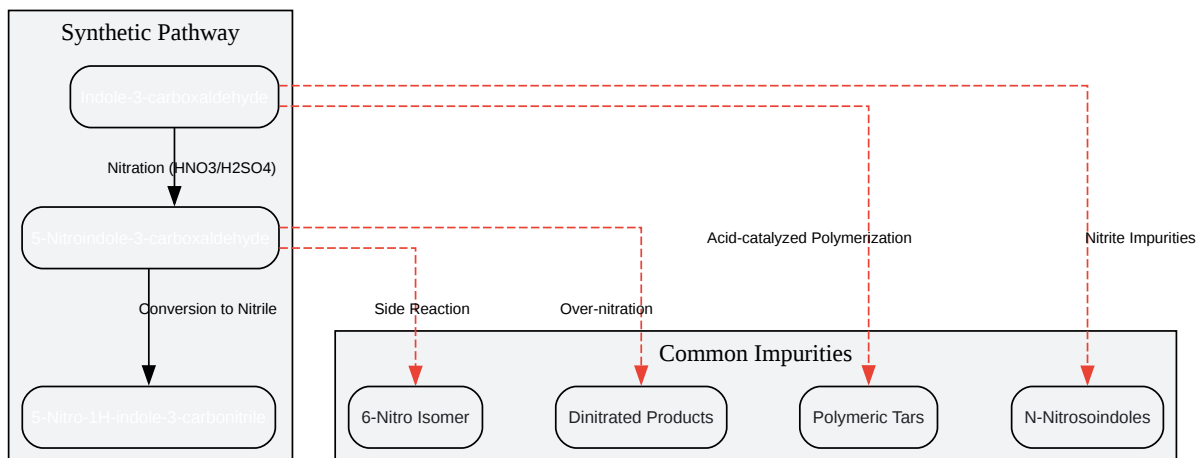 Synthetic Pathway
Indole-3-carboxaldehyde
Nitration (HNO3/H2SO4)
5-Nitroindole-3-carboxaldehyde
Acid-catalyzed Polymerization
Nitrite Impurities
Conversion to Nitrile
Side Reaction
Over-nitration
Common Impurities
5-Nitro-1H-indole-3-carbonitrile
6-Nitro Isomer
Dinitrated Products
Polymeric Tars
N-Nitrosoindoles